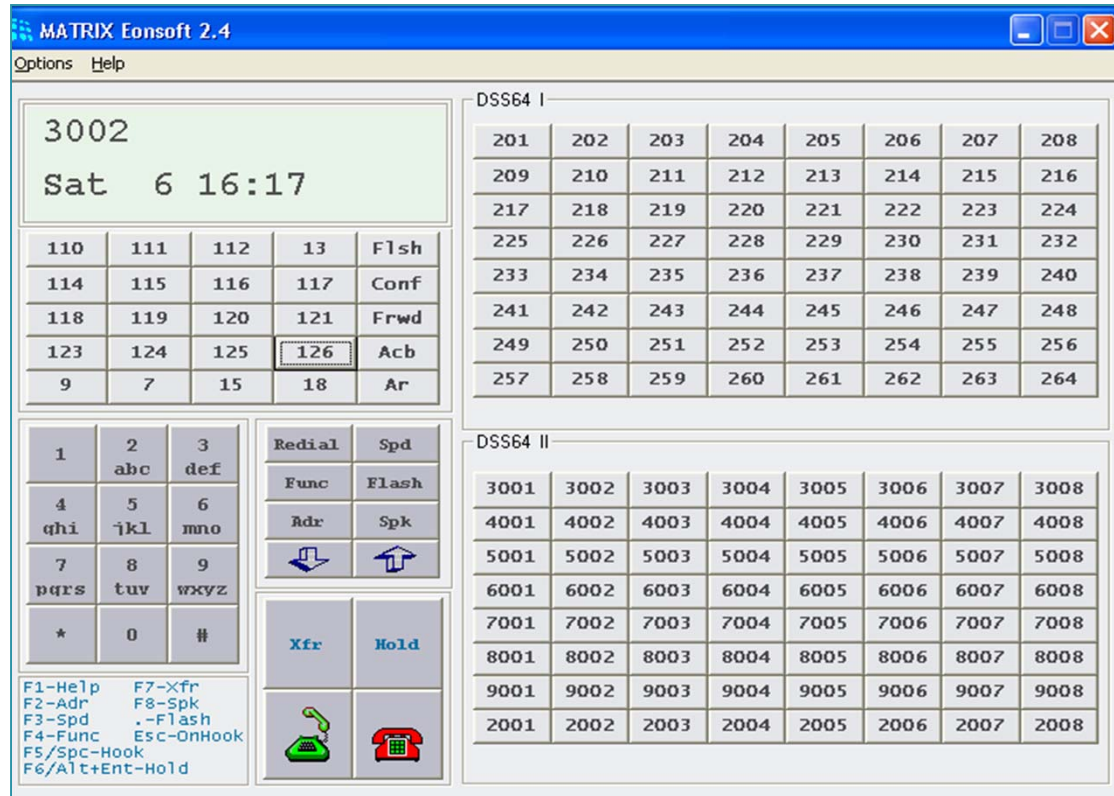 MATRIX Eonsoft 2.4
Options Help
3002
Sat 6 16:17
110 111 112 13 Flsh
114 115 116 117 Conf
118 119 120 121 Frwd
123 124 125 126 Acb
9 7 15 18 Ar
1 2 abc 3 def
4 ghi 5 jkl 6 mno
7 pqrs 8 tuv 9 wxyz
* 0 #
Redial Spd
Func Flash
Adr Spk
Xfr Hold
F1-Help F7-Xfr
F2-Adr F8-Spk
F3-Spd .-Flash
F4-Func Esc-OnHook
F5/Spc-Hook
F6/Alt+Ent-Hold
DSS64 I
201 202 203 204 205 206 207 208
209 210 211 212 213 214 215 216
217 218 219 220 221 222 223 224
225 226 227 228 229 230 231 232
233 234 235 236 237 238 239 240
241 242 243 244 245 246 247 248
249 250 251 252 253 254 255 256
257 258 259 260 261 262 263 264
DSS64 II
3001 3002 3003 3004 3005 3006 3007 3008
4001 4002 4003 4004 4005 4006 4007 4008
5001 5002 5003 5004 5005 5006 5007 5008
6001 6002 6003 6004 6005 6006 6007 6008
7001 7002 7003 7004 7005 7006 7007 7008
8001 8002 8003 8004 8005 8006 8007 8008
9001 9002 9003 9004 9005 9006 9007 9008
2001 2002 2003 2004 2005 2006 2007 2008